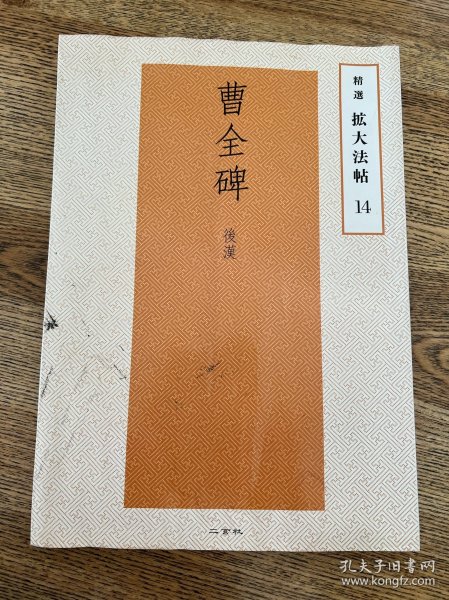 精選 拡大法帖 14
曹全碑
後漢
二玄社
孔夫子旧书网
www.kongfz.com